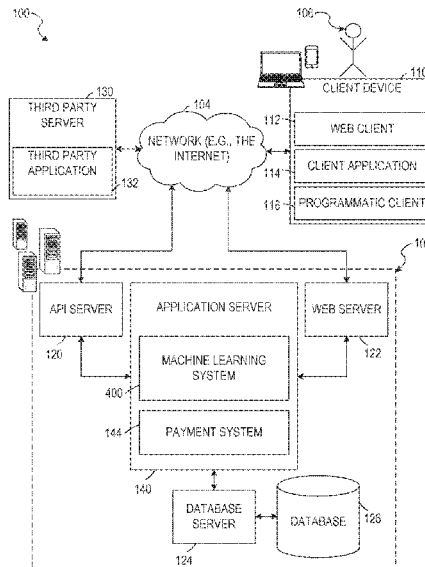 100
106
130
THIRD PARTY
SERVER
THIRD PARTY
APPLICATION
132
104
NETWORK (E.G., THE
INTERNET)
110
CLIENT DEVICE
112
WEB CLIENT
114
CLIENT APPLICATION
116
PROGRAMMATIC CLIENT
API SERVER
120
APPLICATION SERVER
MACHINE LEARNING
SYSTEM
400
144
PAYMENT SYSTEM
140
WEB SERVER
122
DATABASE
SERVER
124
DATABASE
126